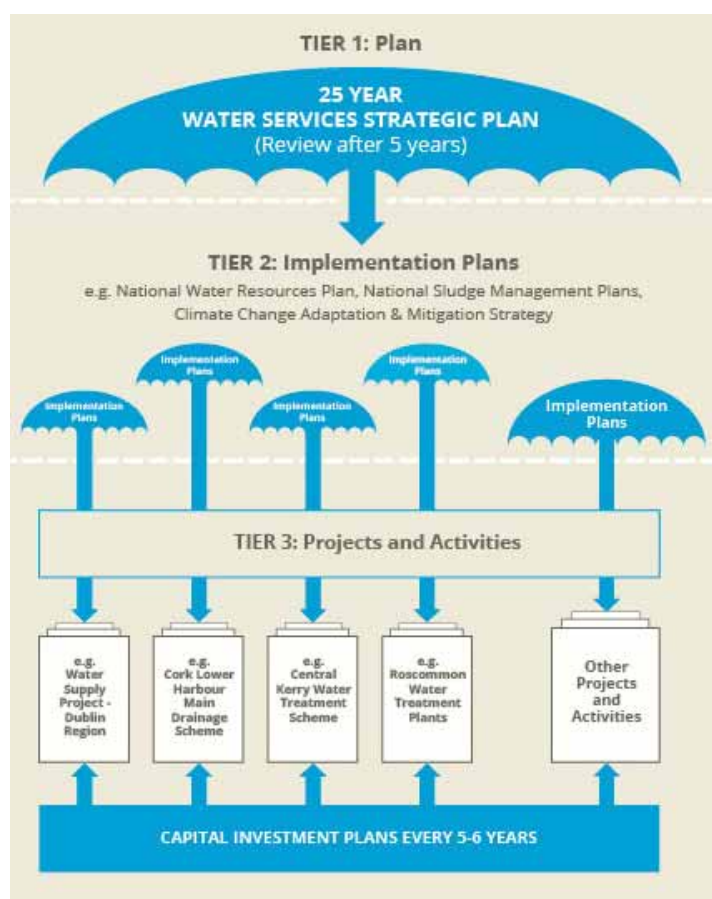 TIER 1: Plan
25 YEAR
WATER SERVICES STRATEGIC PLAN
(Review after 5 years)
TIER 2: Implementation Plans
e.g. National Water Resources Plan, National Sludge Management Plans,
Climate Change Adaptation & Mitigation Strategy
Implementation
Plans
Implementation
Plans
Implementation
Plans
Implementation
Plans
Implementation
Plans
TIER 3: Projects and Activities
e.g.
Water
Supply
Project -
Dublin
Region
e.g.
Cork Lower
Harbour
Main
Drainage
Scheme
e.g.
Central
Kerry Water
Treatment
Scheme
e.g.
Roscommon
Water
Treatment
Plants
Other
Projects
and
Activities
CAPITAL INVESTMENT PLANS EVERY 5-6 YEARS